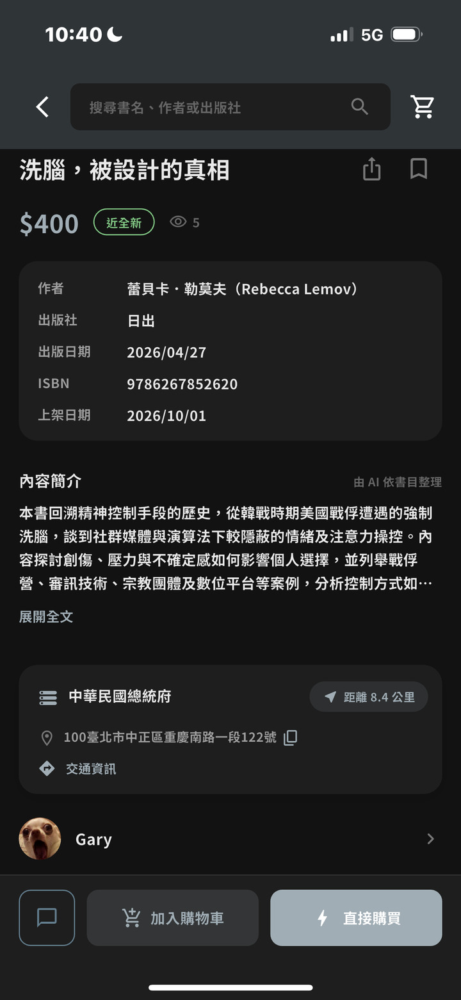 10:40
5G
搜尋書名、作者或出版社
洗腦，被設計的真相
$400 近全新 5
作者 蕾貝卡・勒莫夫（Rebecca Lemov）
出版社 日出
出版日期 2026/04/27
ISBN 9786267852620
上架日期 2026/10/01
內容簡介 由 AI 依書目整理
本書回溯精神控制手段的歷史，從韓戰時期美國戰俘遭遇的強制
洗腦，談到社群媒體與演算法下較隱蔽的情緒及注意力操控。內
容探討創傷、壓力與不確定感如何影響個人選擇，並列舉戰俘
營、審訊技術、宗教團體及數位平台等案例，分析控制方式如…
展開全文
中華民國總統府 距離 8.4 公里
100臺北市中正區重慶南路一段122號
交通資訊
Gary
加入購物車 直接購買